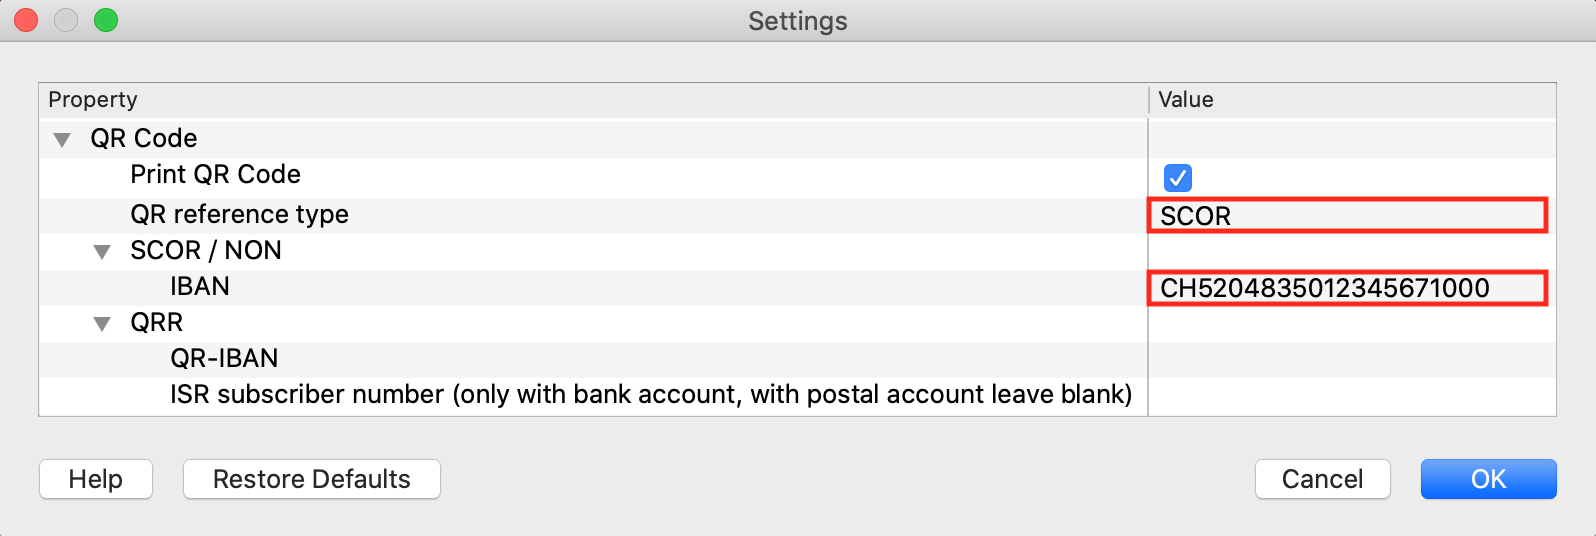 Settings
Property Value
QR Code
Print QR Code
QR reference type SCOR
SCOR / NON
IBAN CH5204835012345671000
QRR
QR-IBAN
ISR subscriber number (only with bank account, with postal account leave blank)
Help Restore Defaults Cancel OK